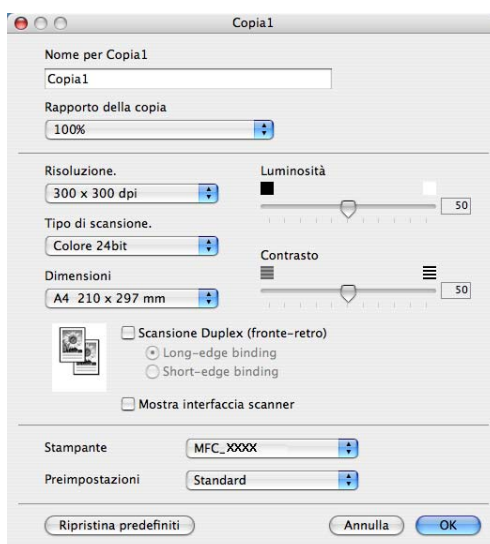 Copia1
Nome per Copia1
Copia1
Rapporto della copia
100%
Risoluzione.
300 x 300 dpi
Tipo di scansione.
Colore 24bit
Dimensioni
A4 210 x 297 mm
Luminosità
50
Contrasto
50
Scansione Duplex (fronte-retro)
Long-edge binding
Short-edge binding
Mostra interfaccia scanner
Stampante
MFC_XXXX
Preimpostazioni
Standard
Ripristina predefiniti
Annulla
OK